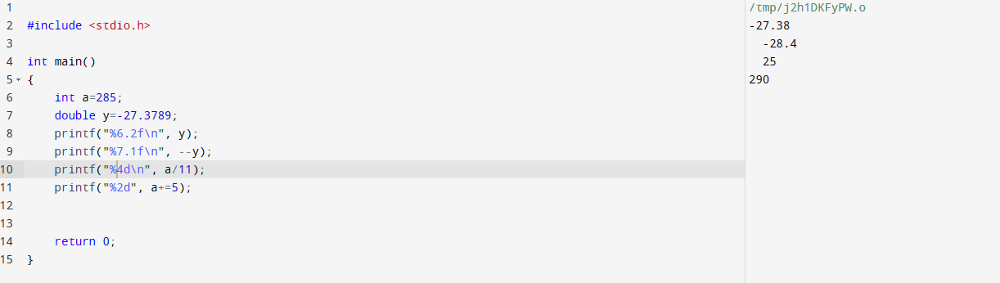 1
2 #include <stdio.h>
3
4 int main()
5 {
6     int a=285;
7     double y=-27.3789;
8     printf("%6.2f\n", y);
9     printf("%7.1f\n", --y);
10     printf("%4d\n", a/11);
11     printf("%2d", a+=5);
12
13
14     return 0;
15 }
/tmp/j2h1DKFyPW.o
-27.38
  -28.4
  25
290